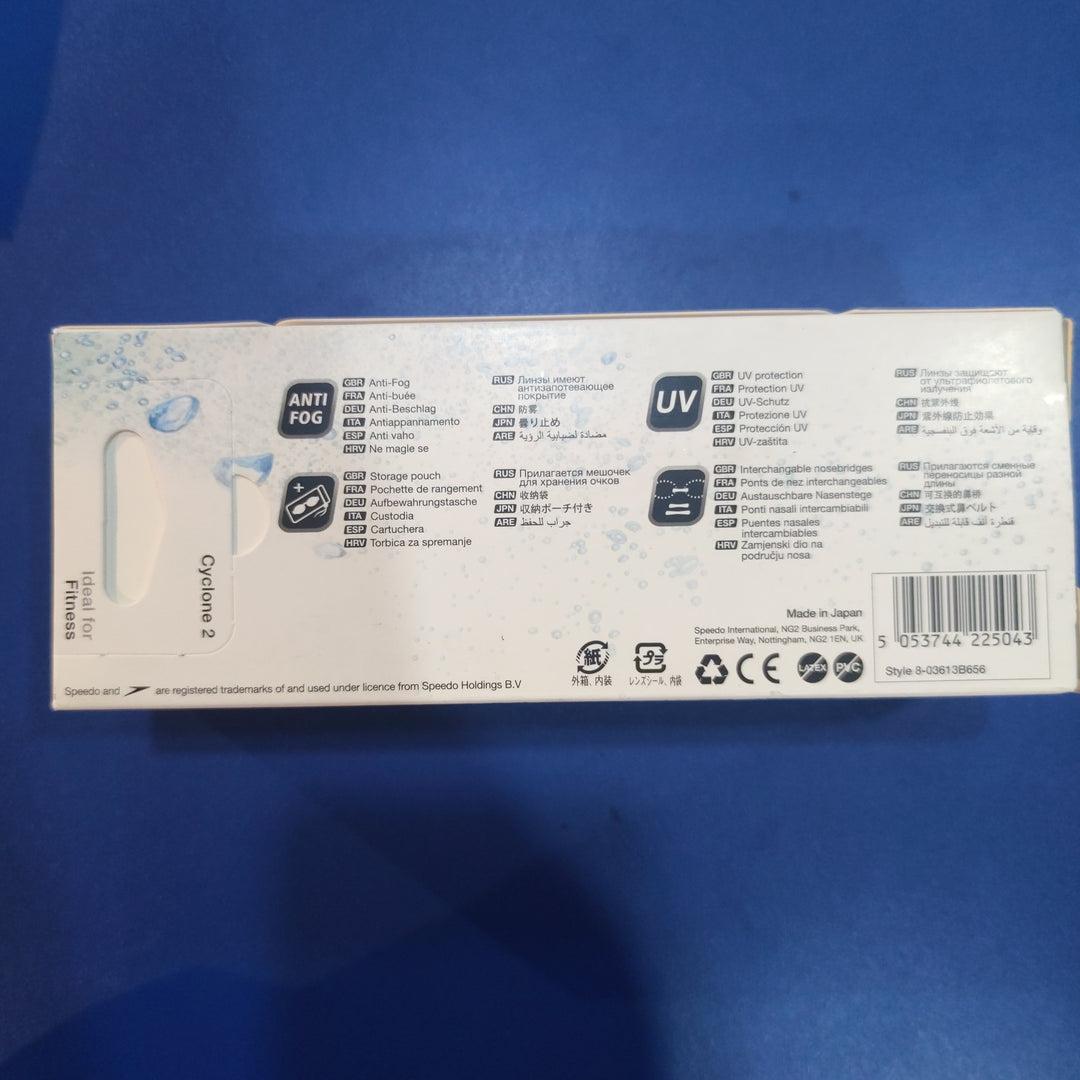 ANTI
FOG
GBR Anti-Fog
FRA Anti-buée
DEU Anti-Beschlag
ITA Antiappannamento
ESP Anti vaho
HRV Ne magle se
RUS Линзы имеют
антизапотевающее
покрытие
CHN 防雾
JPN 曇り止め
ARE مضادة لضبابية الرؤية
UV
GBR UV protection
FRA Protection UV
DEU UV-Schutz
ITA Protezione UV
ESP Protección UV
HRV UV-zaštita
RUS Линзы защищают
от ультрафиолетового
излучения
CHN 抗紫外线
JPN 紫外線防止効果
ARE وقاية من الأشعة فوق البنفسجية
GBR Storage pouch
FRA Pochette de rangement
DEU Aufbewahrungstasche
ITA Custodia
ESP Cartuchera
HRV Torbica za spremanje
RUS Прилагается мешочек
для хранения очков
CHN 收纳袋
JPN 収納ポーチ付き
ARE جراب للحفظ
GBR Interchangable nosebridges
FRA Ponts de nez interchangeables
DEU Austauschbare Nasenstege
ITA Ponti nasali intercambiabili
ESP Puentes nasales
intercambiables
HRV Zamjenski dio na
području nosa
RUS Прилагаются сменные
переносицы разной
длины
CHN 可互换的鼻桥
JPN 交換式鼻ベルト
ARE قنطرة أنف قابلة للتبديل
Cyclone 2
Ideal for
Fitness
Made in Japan
Speedo International, NG2 Business Park,
Enterprise Way, Nottingham, NG2 1EN, UK
紙
外箱、内装
プラ
レンズシール、内袋
CE
LATEX
PVC
5 053744 225043
Style 8-03613B656
Speedo and are registered trademarks of and used under licence from Speedo Holdings B.V